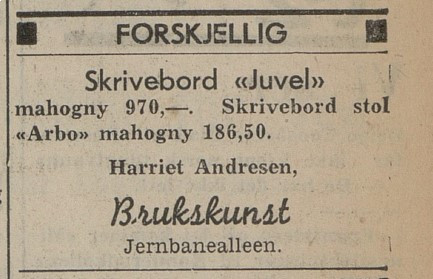 FORSKJELLIG
Skrivebord «Juvel»
mahogny 970,—. Skrivebord stol
«Arbo» mahogny 186,50.
Harriet Andresen,
Brukskunst
Jernbanealleen.